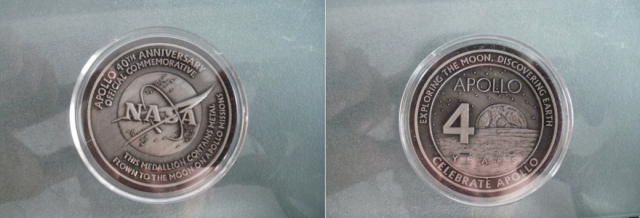 APOLLO 40TH ANNIVERSARY
OFFICIAL COMMEMORATIVE
NASA
THIS MEDALLION CONTAINS METAL
FLOWN TO THE MOON ON APOLLO MISSIONS
EXPLORING THE MOON, DISCOVERING EARTH
APOLLO
4
YEARS
CELEBRATE APOLLO